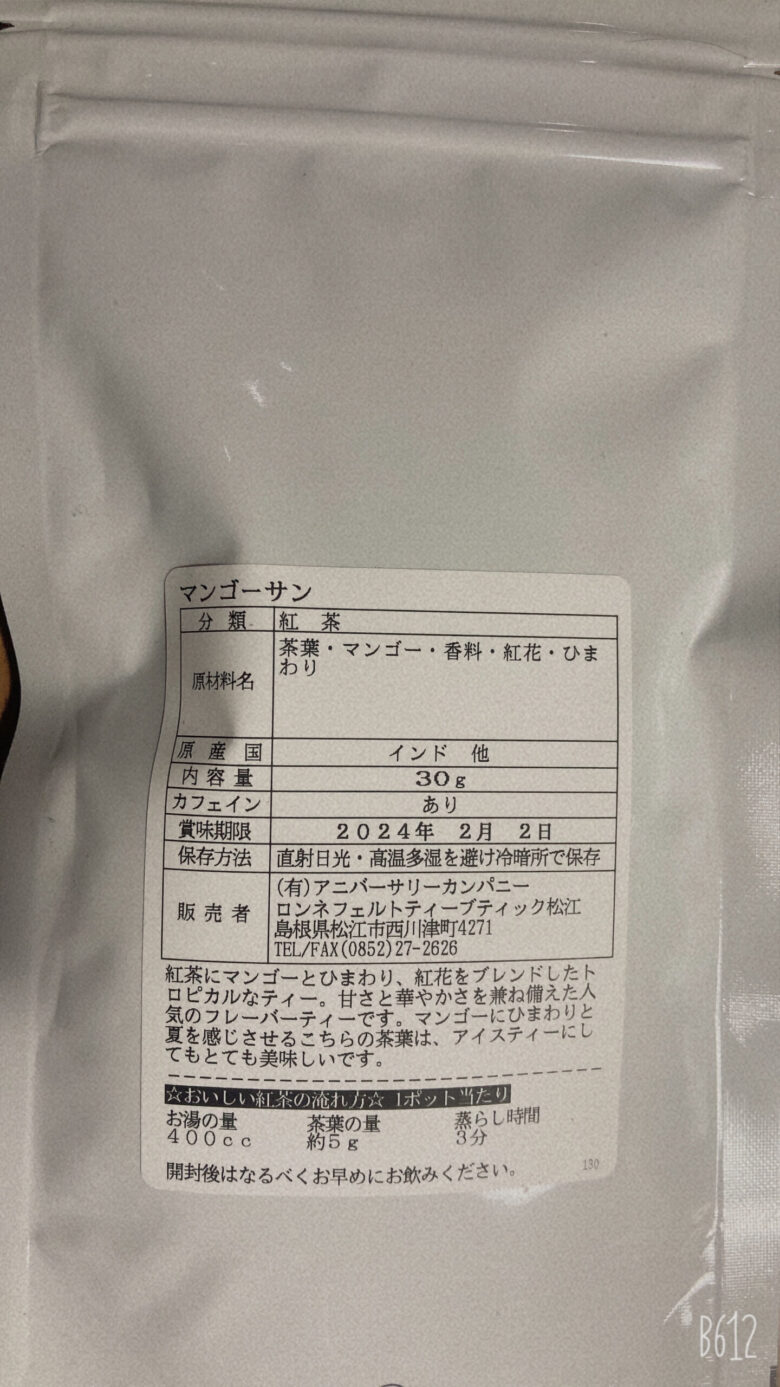 マンゴーサン
分類 紅茶
原材料名 茶葉・マンゴー・香料・紅花・ひま
わり
原産国 インド 他
内容量 30g
カフェイン あり
賞味期限 2024年 2月 2日
保存方法 直射日光・高温多湿を避け冷暗所で保存
販売者 (有)アニバーサリーカンパニー
ロンネフェルトティーブティック松江
島根県松江市西川津町4271
TEL/FAX(0852)27-2626
紅茶にマンゴーとひまわり、紅花をブレンドしたト
ロピカルなティー。甘さと華やかさを兼ね備えた人
気のフレーバーティーです。マンゴーにひまわりと
夏を感じさせるこちらの茶葉は、アイスティーにし
てもとても美味しいです。
☆おいしい紅茶の淹れ方☆ 1ポット当たり
お湯の量 茶葉の量 蒸らし時間
400cc 約5g 3分
開封後はなるべくお早めにお飲みください。
130
B612